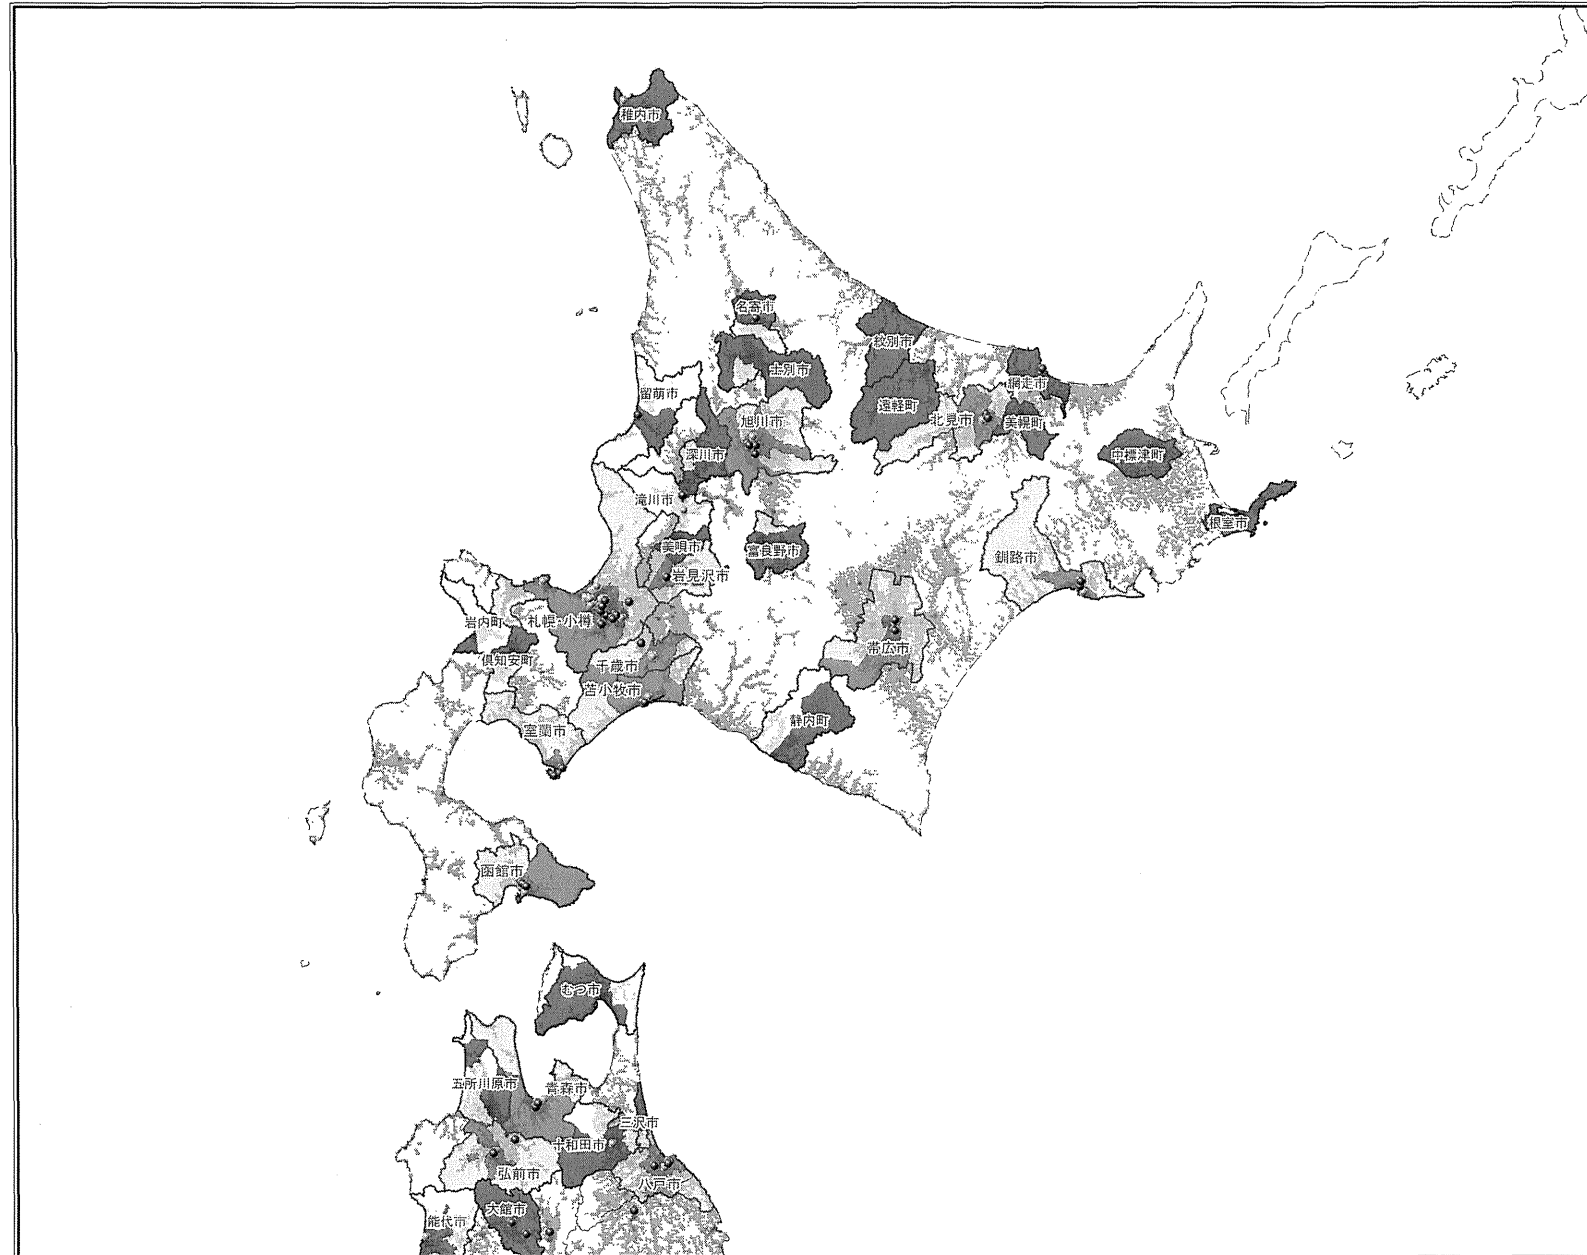 稚内市
名寄市
紋別市
士別市
網走市
留萌市
遠軽町
旭川市
北見市
美幌町
深川市
中標津町
滝川市
根室市
美唄市
富良野市
釧路市
岩見沢市
岩内町
札幌・小樽
帯広市
倶知安町
千歳市
苫小牧市
静内町
室蘭市
函館市
むつ市
五所川原市
青森市
三沢市
十和田市
弘前市
八戸市
大館市
能代市